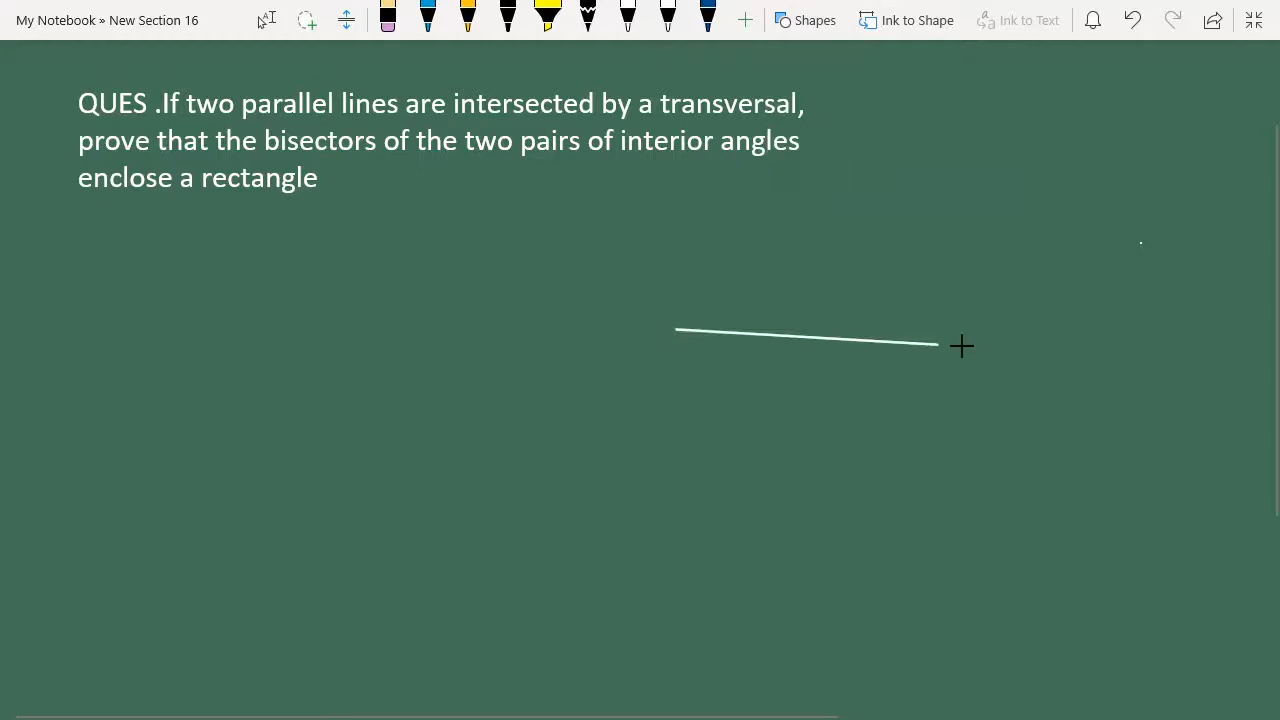 My Notebook » New Section 16
Shapes
Ink to Shape
Ink to Text
QUES .If two parallel lines are intersected by a transversal,
prove that the bisectors of the two pairs of interior angles
enclose a rectangle